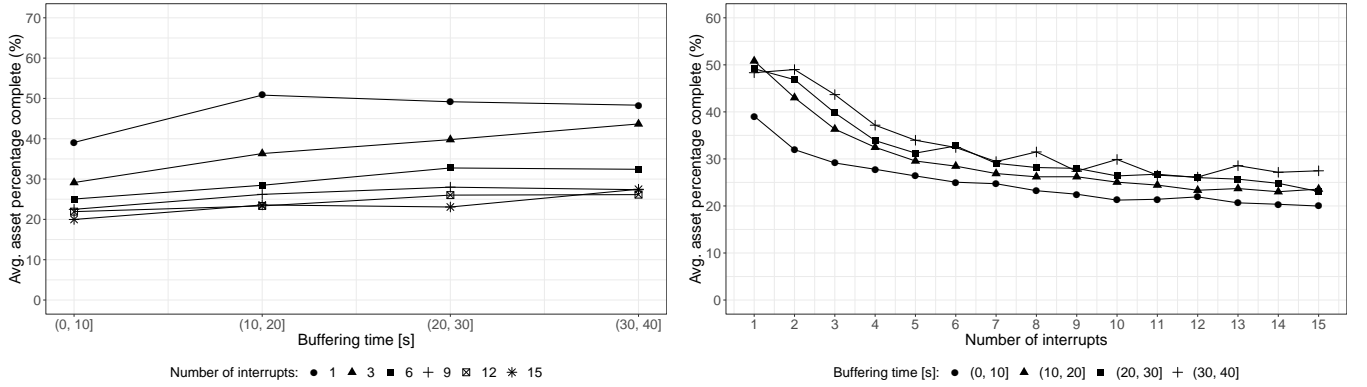 Avg. asset percentage complete (%)
70
60
50
40
30
20
10
0
(0, 10]
(10, 20]
(20, 30]
(30, 40]
Buffering time [s]
Number of interrupts: 1 3 6 9 12 15
Avg. asset percentage complete (%)
60
50
40
30
20
10
0
1 2 3 4 5 6 7 8 9 10 11 12 13 14 15
Number of interrupts
Buffering time [s]: (0, 10] (10, 20] (20, 30] (30, 40]